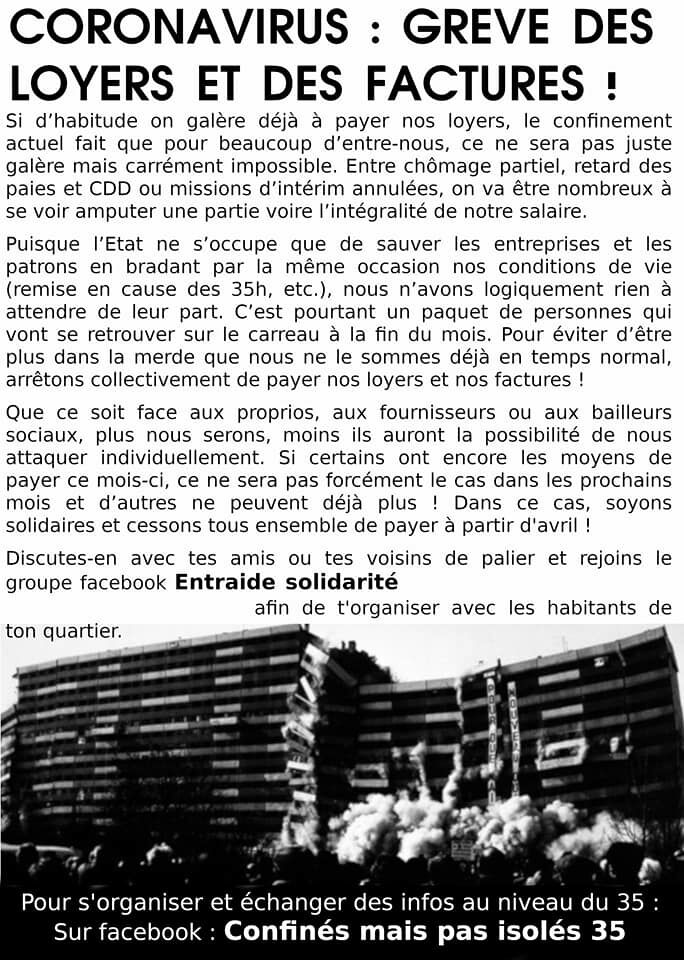 CORONAVIRUS : GREVE DES
LOYERS ET DES FACTURES !
Si d’habitude on galère déjà à payer nos loyers, le confinement
actuel fait que pour beaucoup d’entre-nous, ce ne sera pas juste
galère mais carrément impossible. Entre chômage partiel, retard des
paies et CDD ou missions d’intérim annulées, on va être nombreux à
se voir amputer une partie voire l’intégralité de notre salaire.
Puisque l’Etat ne s’occupe que de sauver les entreprises et les
patrons en bradant par la même occasion nos conditions de vie
(remise en cause des 35h, etc.), nous n’avons logiquement rien à
attendre de leur part. C’est pourtant un paquet de personnes qui
vont se retrouver sur le carreau à la fin du mois. Pour éviter d’être
plus dans la merde que nous ne le sommes déjà en temps normal,
arrêtons collectivement de payer nos loyers et nos factures !
Que ce soit face aux proprios, aux fournisseurs ou aux bailleurs
sociaux, plus nous serons, moins ils auront la possibilité de nous
attaquer individuellement. Si certains ont encore les moyens de
payer ce mois-ci, ce ne sera pas forcément le cas dans les prochains
mois et d’autres ne peuvent déjà plus ! Dans ce cas, soyons
solidaires et cessons tous ensemble de payer à partir d'avril !
Discutes-en avec tes amis ou tes voisins de palier et rejoins le
groupe facebook Entraide solidarité
afin de t'organiser avec les habitants de
ton quartier.
Pour s'organiser et échanger des infos au niveau du 35 :
Sur facebook : Confinés mais pas isolés 35